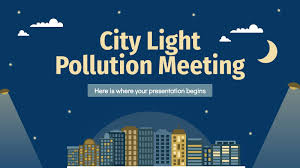 City Light
Pollution Meeting
Here is where your presentation begins